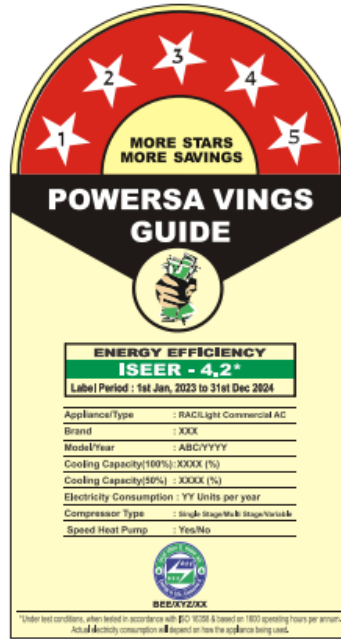 1 2 3 4 5
MORE STARS
MORE SAVINGS
POWERSA VINGS
GUIDE
ENERGY EFFICIENCY
ISEER - 4,2*
Label Period : 1st Jan, 2023 to 31st Dec 2024
Appliance/Type : RAC/Light Commercial AC
Brand : XXX
Model/Year : ABC/YYYY
Cooling Capacity(100%): XXXX (%)
Cooling Capacity(50%) : XXXX (%)
Electricity Consumption : YY Units per year
Compressor Type : Single Stage/Multi Stage/Variable
Speed Heat Pump : Yes/No
BEE
BEE/XYZ/XX
*Under test conditions, when tested in accordance with ISO 16358 & based on 1600 operating hours per annum.
Actual electricity consumption will depend on how the appliance being used.